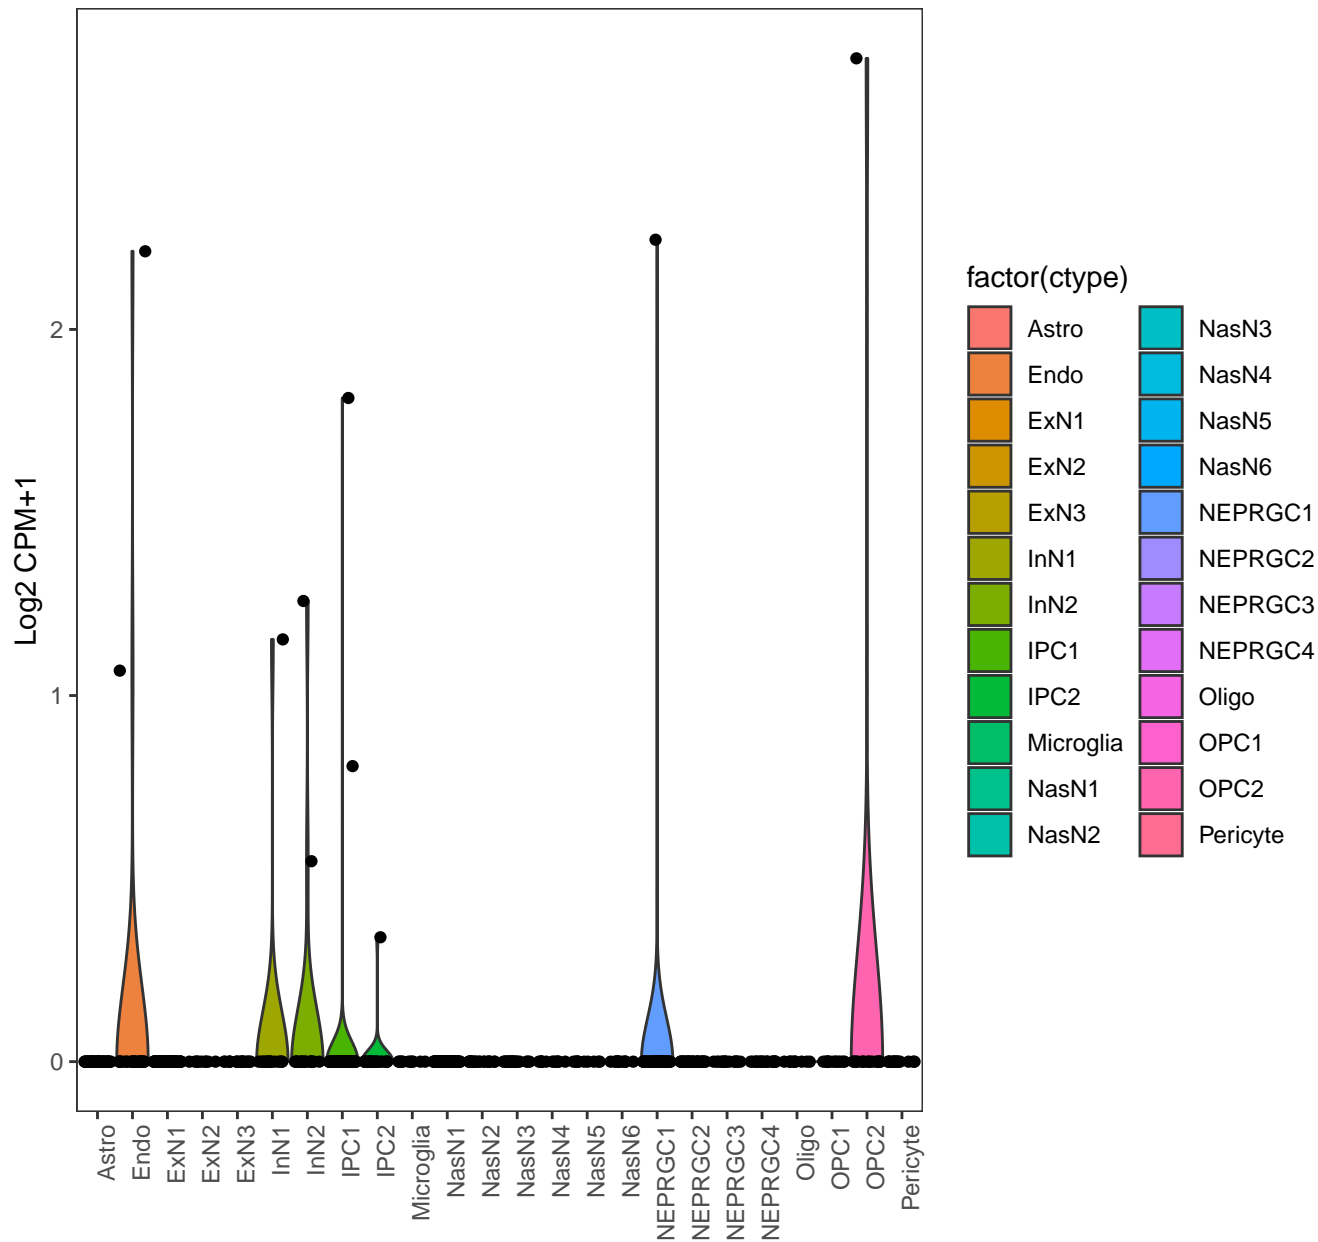 Log2 CPM+1
2
1
0
Astro
Endo
ExN1
ExN2
ExN3
InN1
InN2
IPC1
IPC2
Microglia
NasN1
NasN2
NasN3
NasN4
NasN5
NasN6
NEPRGC1
NEPRGC2
NEPRGC3
NEPRGC4
Oligo
OPC1
OPC2
Pericyte
factor(ctype)
Astro
Endo
ExN1
ExN2
ExN3
InN1
InN2
IPC1
IPC2
Microglia
NasN1
NasN2
NasN3
NasN4
NasN5
NasN6
NEPRGC1
NEPRGC2
NEPRGC3
NEPRGC4
Oligo
OPC1
OPC2
Pericyte